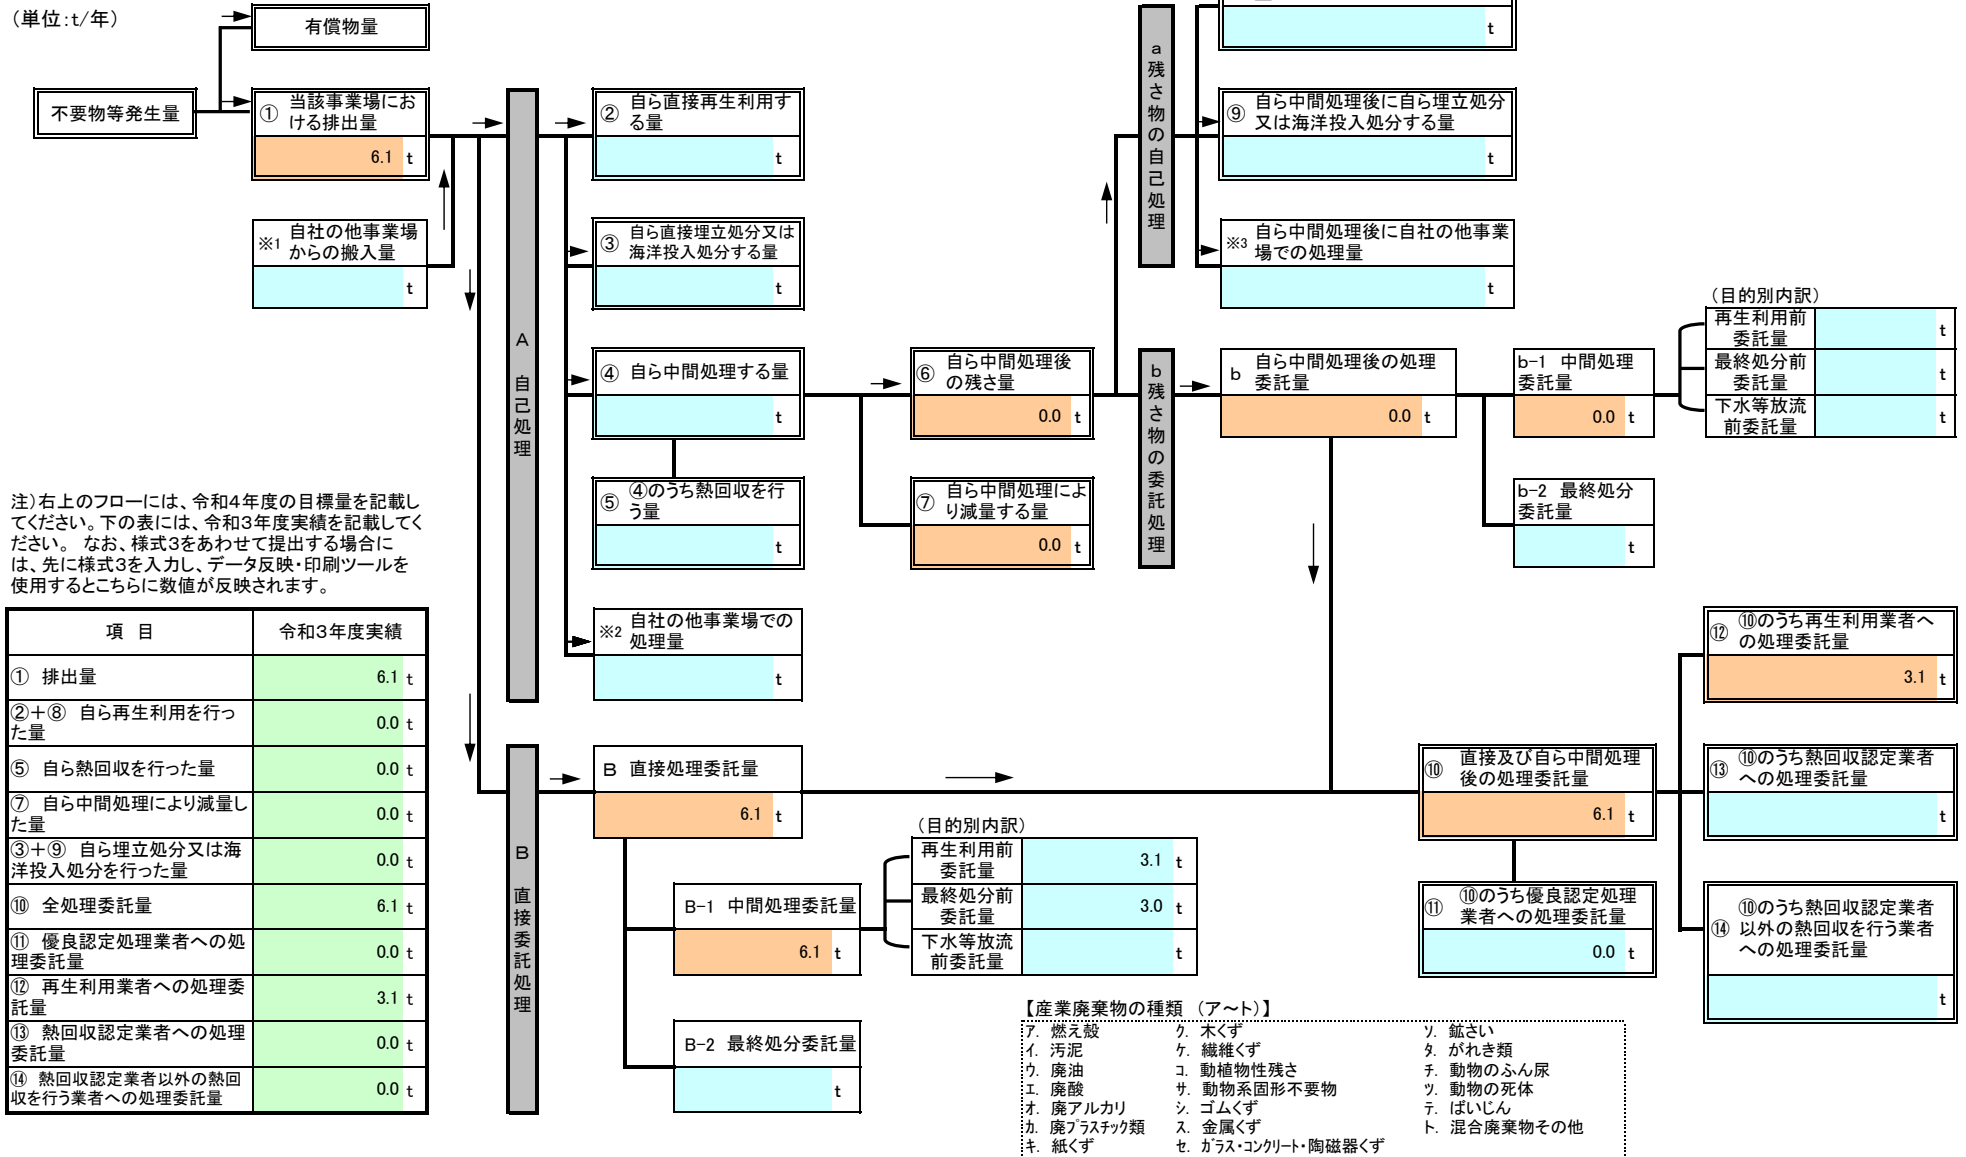 (単位:t/年)
有償物量
不要物等発生量
① 当該事業場にお
ける排出量
6.1 t
※1 自社の他事業場
からの搬入量
t
A 自己処理
② 自ら直接再生利用す
る量
t
③ 自ら直接埋立処分又は
海洋投入処分する量
t
④ 自ら中間処理する量
t
⑤ ④のうち熱回収を行
う量
t
※2 自社の他事業場での
処理量
t
⑥ 自ら中間処理後
の残さ量
0.0 t
⑦ 自ら中間処理によ
り減量する量
0.0 t
a残さ物の自己処理
t
⑨ 自ら中間処理後に自ら埋立処分
又は海洋投入処分する量
t
※3 自ら中間処理後に自社の他事業
場での処理量
t
b残さ物の委託処理
b 自ら中間処理後の処理
委託量
0.0 t
b-1 中間処理
委託量
0.0 t
(目的別内訳)
再生利用前
委託量
t
最終処分前
委託量
t
下水等放流
前委託量
t
b-2 最終処分
委託量
t
注)右上のフローには、令和4年度の目標量を記載し
てください。下の表には、令和3年度実績を記載してく
ださい。 なお、様式3をあわせて提出する場合に
は、先に様式3を入力し、データ反映・印刷ツールを
使用するとこちらに数値が反映されます。
項 目 令和3年度実績
① 排出量 6.1 t
②+⑧ 自ら再生利用を行っ
た量 0.0 t
⑤ 自ら熱回収を行った量 0.0 t
⑦ 自ら中間処理により減量し
た量 0.0 t
③+⑨ 自ら埋立処分又は海
洋投入処分を行った量 0.0 t
⑩ 全処理委託量 6.1 t
⑪ 優良認定処理業者への処
理委託量 0.0 t
⑫ 再生利用業者への処理委
託量 3.1 t
⑬ 熱回収認定業者への処理
委託量 0.0 t
⑭ 熱回収認定業者以外の熱回
収を行う業者への処理委託量 0.0 t
B 直接委託処理
B 直接処理委託量
6.1 t
B-1 中間処理委託量
6.1 t
B-2 最終処分委託量
t
(目的別内訳)
再生利用前
委託量
3.1 t
最終処分前
委託量
3.0 t
下水等放流
前委託量
t
⑩ 直接及び自ら中間処理
後の処理委託量
6.1 t
⑪ ⑩のうち優良認定処理
業者への処理委託量
0.0 t
⑫ ⑩のうち再生利用業者へ
の処理委託量
3.1 t
⑬ ⑩のうち熱回収認定業者
への処理委託量
t
⑭ ⑩のうち熱回収認定業者
以外の熱回収を行う業者
への処理委託量
t
【産業廃棄物の種類 (ア~ト)】
ア. 燃え殻 ク. 木くず ソ. 鉱さい
イ. 汚泥 ケ. 繊維くず タ. がれき類
ウ. 廃油 コ. 動植物性残さ チ. 動物のふん尿
エ. 廃酸 サ. 動物系固形不要物 ツ. 動物の死体
オ. 廃アルカリ シ. ゴムくず テ. ばいじん
カ. 廃プラスチック類 ス. 金属くず ト. 混合廃棄物その他
キ. 紙くず セ. ガラス・コンクリート・陶磁器くず